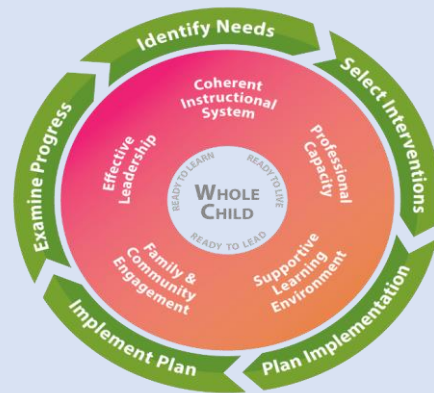 Identify Needs
Select Interventions
Plan Implementation
Implement Plan
Examine Progress
Coherent
Instructional
System
Professional
Capacity
Supportive
Learning
Environment
Family &
Community
Engagement
Effective
Leadership
READY TO LEARN
READY TO LIVE
READY TO LEAD
WHOLE
CHILD